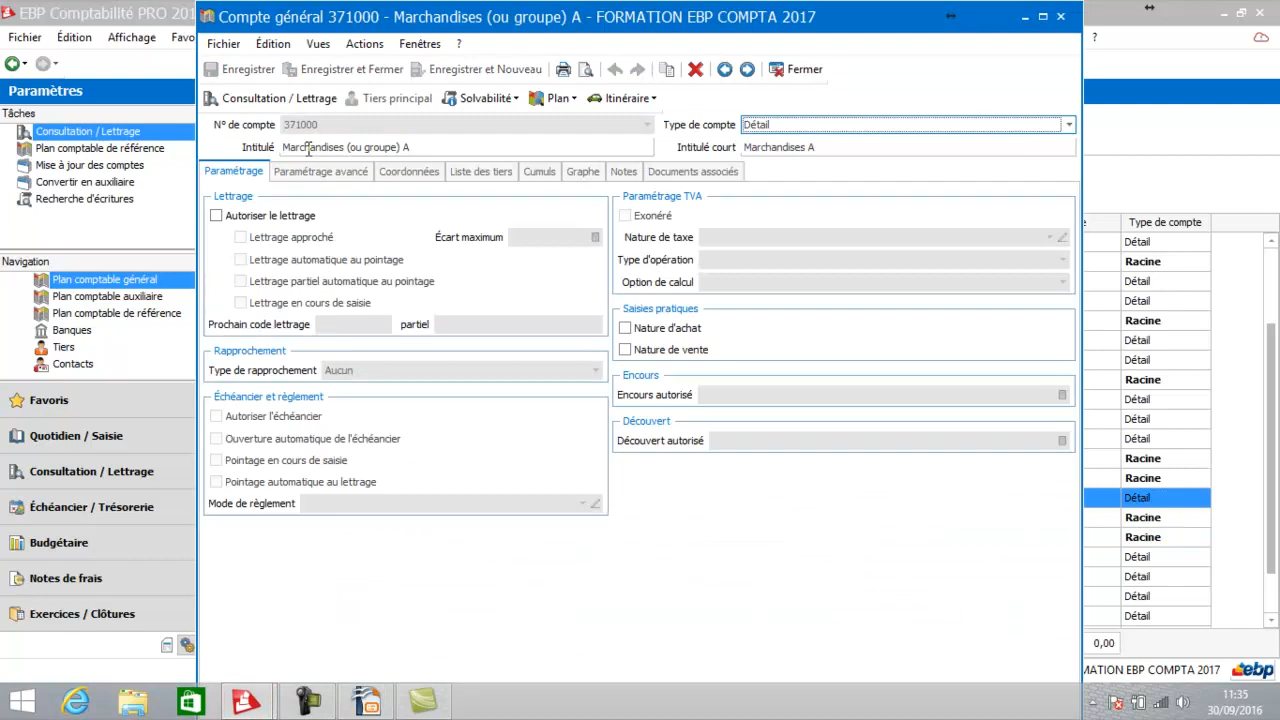 EBP Comptabilité PRO 201
Fichier Édition Affichage Favo
Compte général 371000 - Marchandises (ou groupe) A - FORMATION EBP COMPTA 2017
Fichier Édition Vues Actions Fenêtres ?
?
Enregistrer Enregistrer et Fermer Enregistrer et Nouveau Fermer
Consultation / Lettrage Tiers principal Solvabilité Plan Itinéraire
Nº de compte 371000 Type de compte Détail
Intitulé Marchandises (ou groupe) A Intitulé court Marchandises A
Paramétrage Paramétrage avancé Coordonnées Liste des tiers Cumuls Graphe Notes Documents associés
Lettrage
Autoriser le lettrage
Lettrage approché Écart maximum
Lettrage automatique au pointage
Lettrage partiel automatique au pointage
Lettrage en cours de saisie
Prochain code lettrage partiel
Rapprochement
Type de rapprochement Aucun
Échéancier et règlement
Autoriser l'échéancier
Ouverture automatique de l'échéancier
Pointage en cours de saisie
Pointage automatique au lettrage
Mode de règlement
Paramétrage TVA
Exonéré
Nature de taxe
Type d'opération
Option de calcul
Saisies pratiques
Nature d'achat
Nature de vente
Encours
Encours autorisé
Découvert
Découvert autorisé
Paramètres
Tâches
Consultation / Lettrage
Plan comptable de référence
Mise à jour des comptes
Convertir en auxiliaire
Recherche d'écritures
Navigation
Plan comptable général
Plan comptable auxiliaire
Plan comptable de référence
Banques
Tiers
Contacts
Favoris
Quotidien / Saisie
Consultation / Lettrage
Échéancier / Trésorerie
Budgétaire
Notes de frais
Exercices / Clôtures
Type de compte
Détail
Racine
Détail
Détail
Racine
Détail
Détail
Racine
Détail
Détail
Détail
Racine
Racine
Détail
Racine
Racine
Détail
Détail
Détail
Détail
0,00
MATION EBP COMPTA 2017 ebp
11:35
30/09/2016